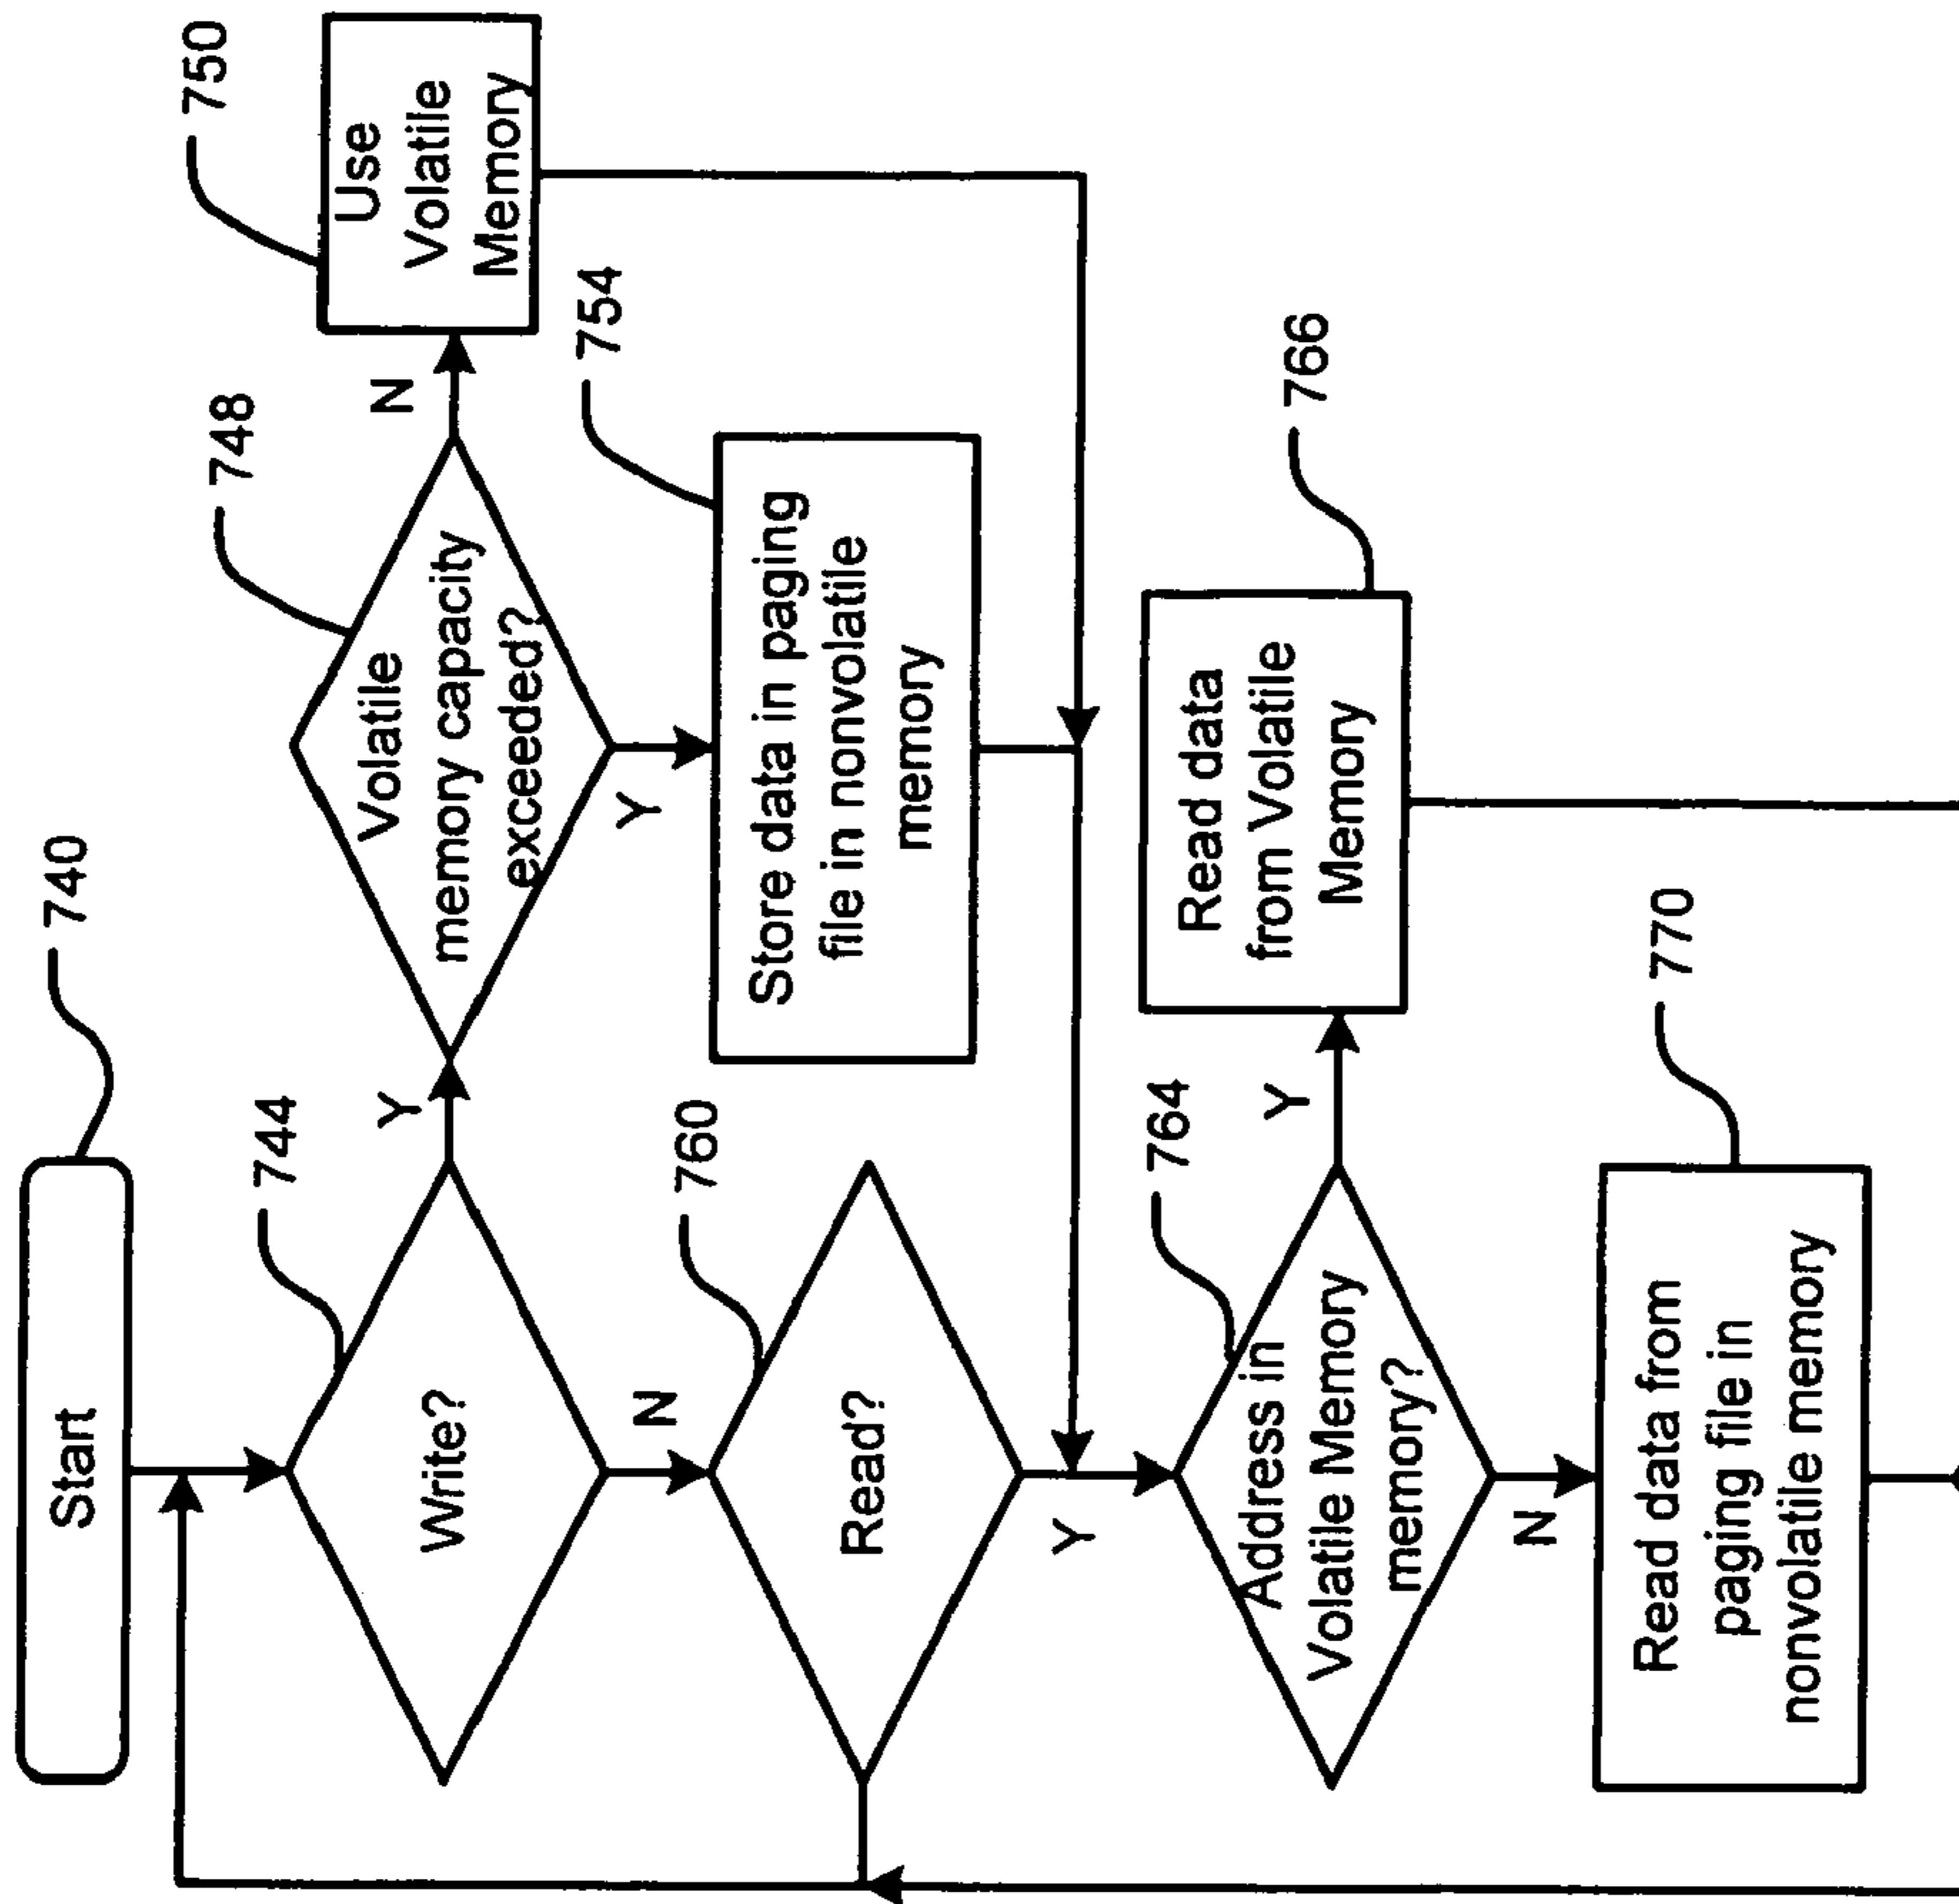 Start
740
Write?
744
Y
N
Volatile
memory capacity
exceeded?
748
N
Y
Use
Volatile
Memory
750
Store data in paging
file in nonvolatile
memory
754
Read?
760
Y
Address in
Volatile Memory
memory?
764
Y
N
Read data
from Volatile
Memory
766
Read data from
paging file in
nonvolatile memory
770